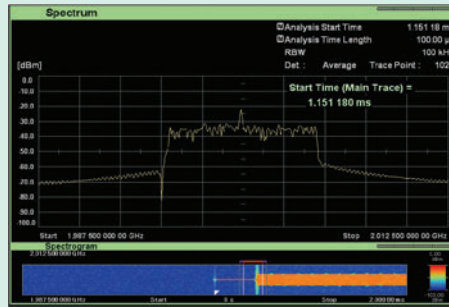 Spectrum
Analysis Start Time 1.151 18 m
Analysis Time Length 100.00 µ
RBW 100 kH
Det : Average Trace Point : 102
[dBm]
0.0
Start Time (Main Trace) =
-10.0
1.151 180 ms
-20.0
-30.0
-40.0
-50.0
-60.0
-70.0
-80.0
-90.0
-100.0
Start 1.987 500 000 00 GHz Stop 2.012 500 000 00 GHz
Spectrogram
2.012 500 000 GHz
1.987 500 000 GHz Start 0 s Stop 2.000 00 ms